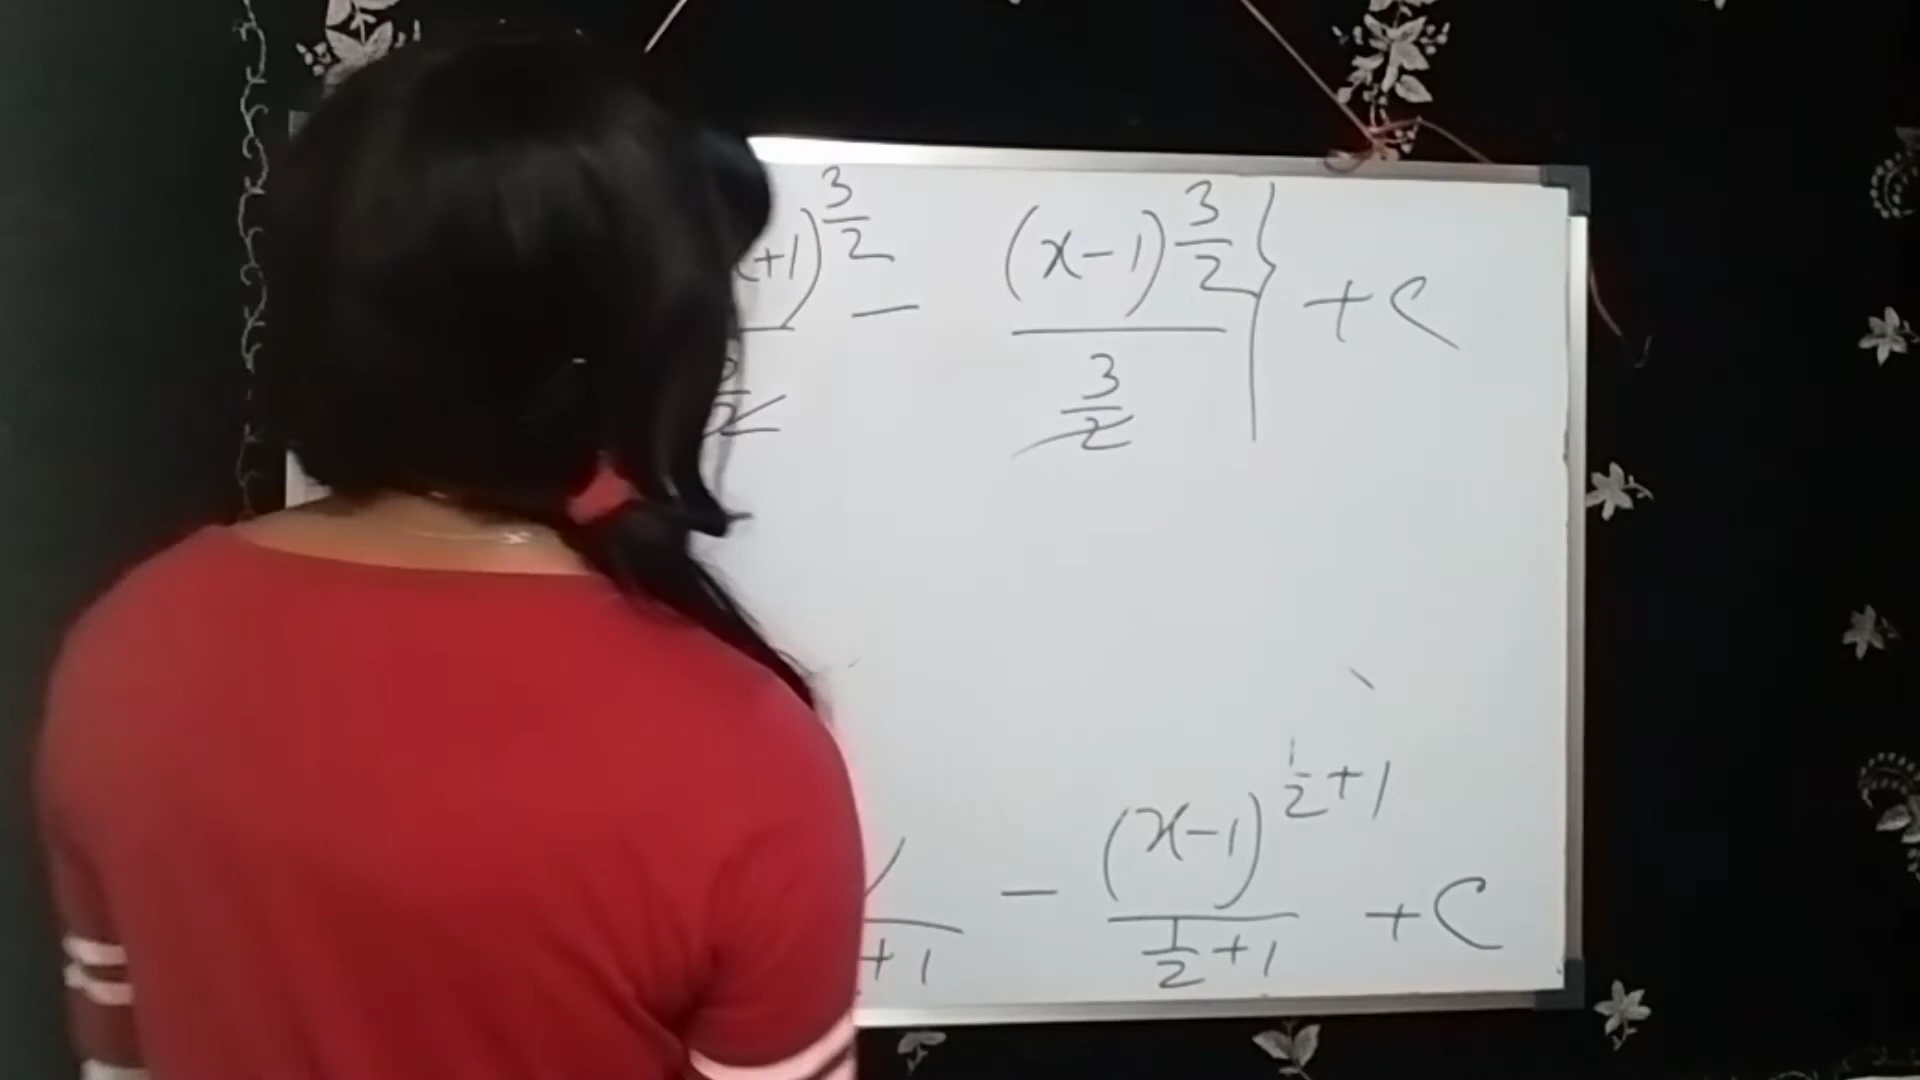 +1)^{3/2} / 3/2 - (x-1)^{3/2} / 3/2 } + C
/ +1 - (x-1)^{1/2+1} / 1/2+1 + C